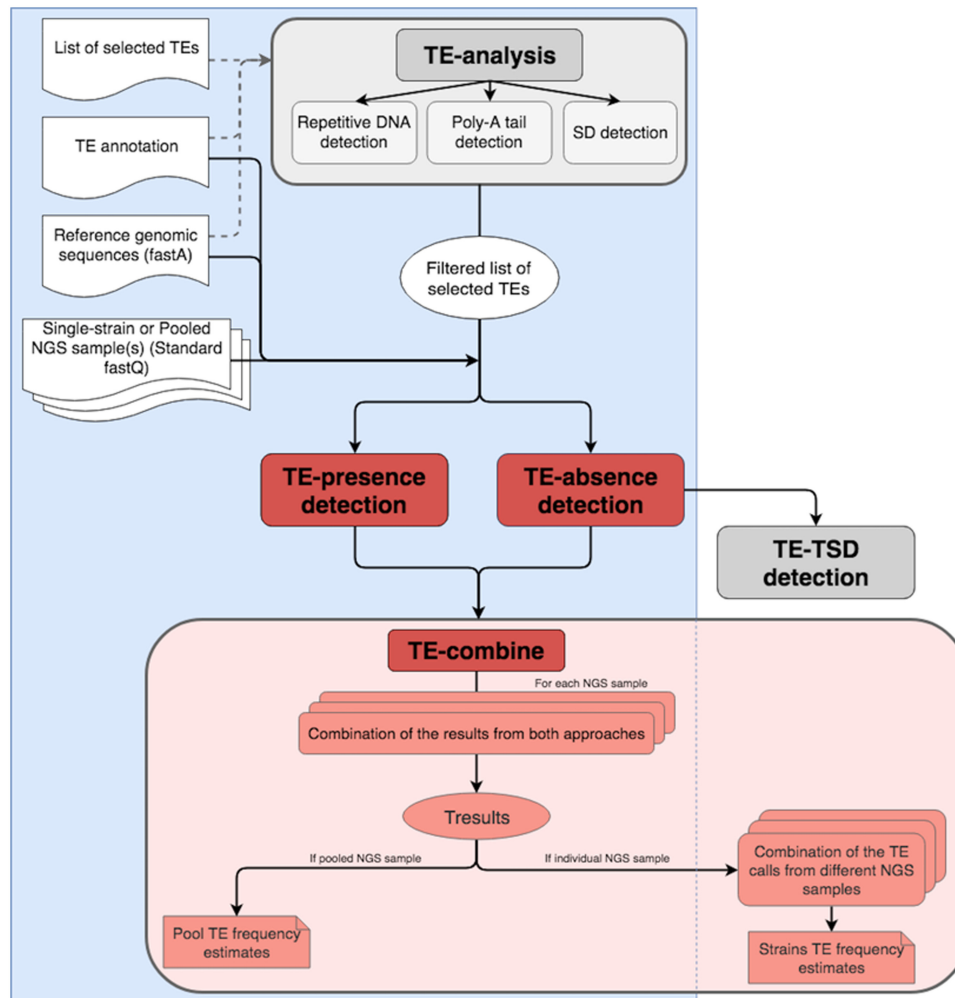 List of selected TEs
TE-analysis
Repetitive DNA
detection
Poly-A tail
detection
SD detection
TE annotation
Reference genomic
sequences (fastA)
Filtered list of
selected TEs
Single-strain or Pooled
NGS sample(s) (Standard
fastQ)
TE-presence
detection
TE-absence
detection
TE-TSD
detection
TE-combine
For each NGS sample
Combination of the results from both approaches
Tresults
If pooled NGS sample
If individual NGS sample
Combination of the TE
calls from different NGS
samples
Pool TE frequency
estimates
Strains TE frequency
estimates